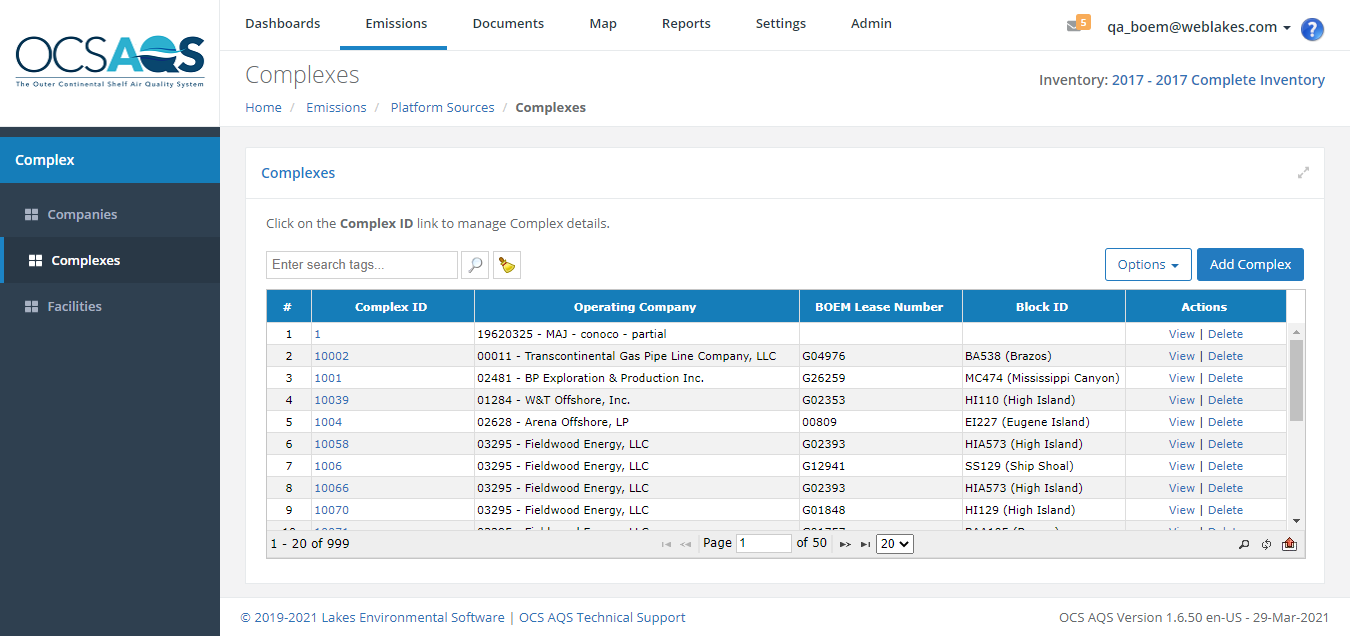 OCSAQS
The Outer Continental Shelf Air Quality System
Dashboards Emissions Documents Map Reports Settings Admin
5 qa_boem@weblakes.com ?
Complexes
Inventory: 2017 - 2017 Complete Inventory
Home / Emissions / Platform Sources / Complexes
Complex
Companies
Complexes
Facilities
Complexes
Click on the Complex ID link to manage Complex details.
Enter search tags...
Options Add Complex
# Complex ID Operating Company BOEM Lease Number Block ID Actions
1 1 19620325 - MAJ - conoco - partial View | Delete
2 10002 00011 - Transcontinental Gas Pipe Line Company, LLC G04976 BA538 (Brazos) View | Delete
3 1001 02481 - BP Exploration & Production Inc. G26259 MC474 (Mississippi Canyon) View | Delete
4 10039 01284 - W&T Offshore, Inc. G02353 HI110 (High Island) View | Delete
5 1004 02628 - Arena Offshore, LP 00809 EI227 (Eugene Island) View | Delete
6 10058 03295 - Fieldwood Energy, LLC G02393 HIA573 (High Island) View | Delete
7 1006 03295 - Fieldwood Energy, LLC G12941 SS129 (Ship Shoal) View | Delete
8 10066 03295 - Fieldwood Energy, LLC G02393 HIA573 (High Island) View | Delete
9 10070 03295 - Fieldwood Energy, LLC G01848 HI129 (High Island) View | Delete
1 - 20 of 999 Page 1 of 50 20
© 2019-2021 Lakes Environmental Software | OCS AQS Technical Support
OCS AQS Version 1.6.50 en-US - 29-Mar-2021